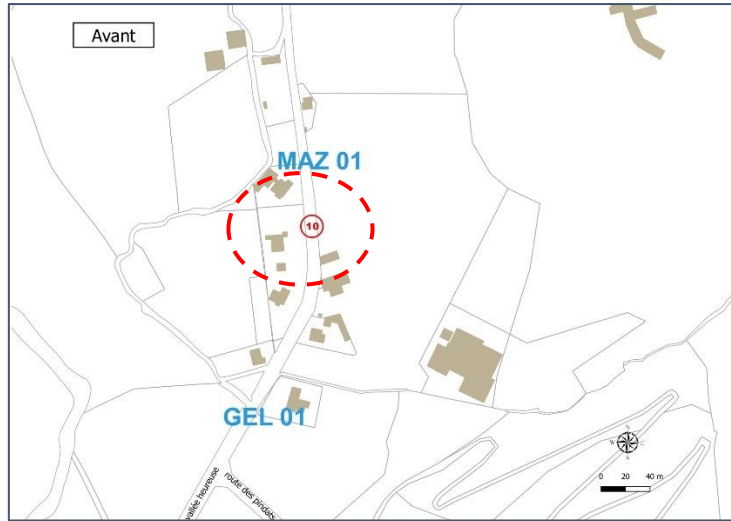 Avant
MAZ 01
10
GEL 01
vallée heureuse
route des pindats
N
0 20 40 m